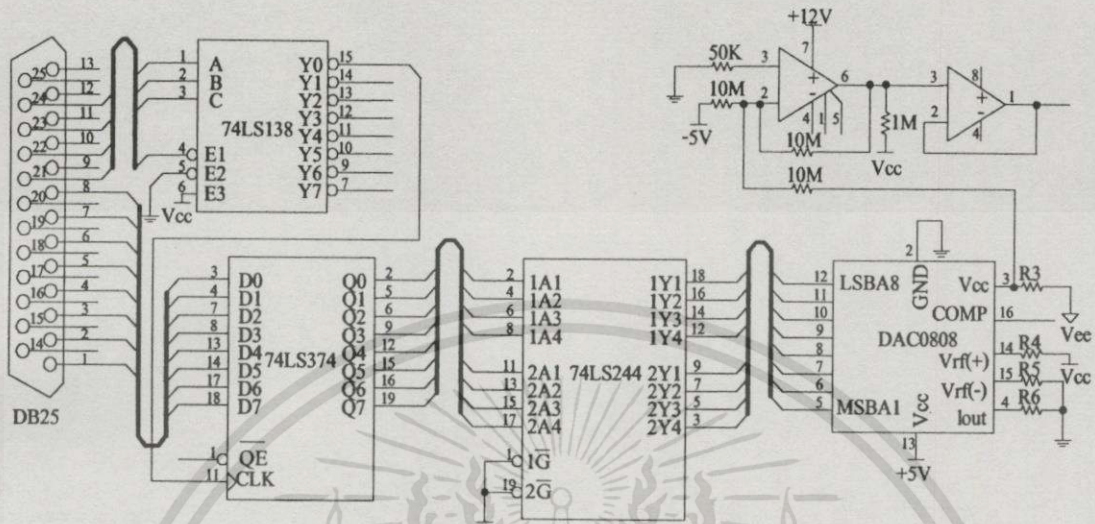 DB25
13
25
12
24
11
23
10
22
9
21
8
20
7
19
6
18
5
17
4
16
3
15
2
14
1
74LS138
1 A
2 B
3 C
4 E1
5 E2
6 E3
Vcc
Y0 15
Y1 14
Y2 13
Y3 12
Y4 11
Y5 10
Y6 9
Y7 7
74LS374
3 D0
4 D1
7 D2
8 D3
13 D4
14 D5
17 D6
18 D7
1 QE
11 CLK
Q0 2
Q1 5
Q2 6
Q3 9
Q4 12
Q5 15
Q6 16
Q7 19
74LS244
2 1A1
4 1A2
6 1A3
8 1A4
11 2A1
13 2A2
15 2A3
17 2A4
1 1G
19 2G
1Y1 18
1Y2 16
1Y3 14
1Y4 12
2Y1 9
2Y2 7
2Y3 5
2Y4 3
+12V
50K
3
7
10M
2
6
-5V
4
1
5
10M
10M
1M
Vcc
3
8
2
4
1
DAC0808
2
GND
12 LSBA8
11
10
9
8
7
6
5 MSBA1
Vcc 3 R3
Vee
COMP 16
Vrf(+) 14 R4
Vcc
Vrf(-) 15 R5
Iout 4 R6
Vcc
13
+5V